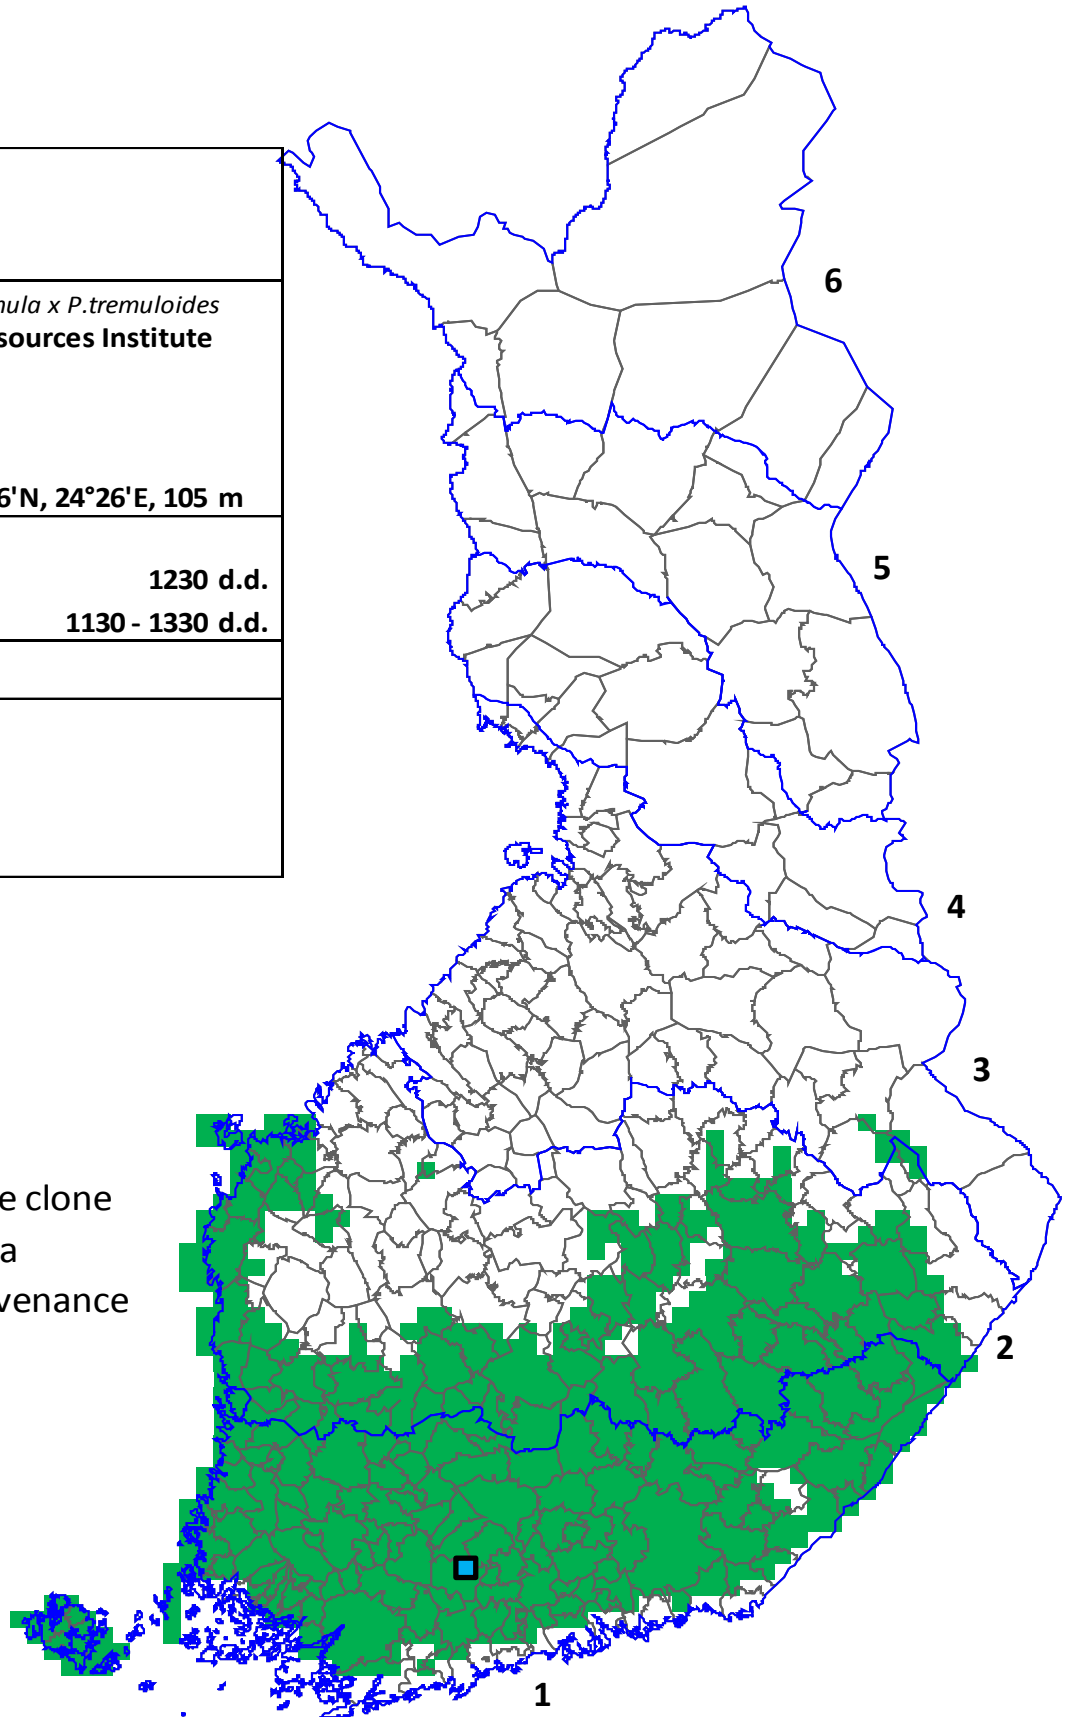 nula x P.tremuloides
sources Institute
6'N, 24°26'E, 105 m
1230 d.d.
1130 - 1330 d.d.
6
5
4
3
e clone
a
venance
2
1